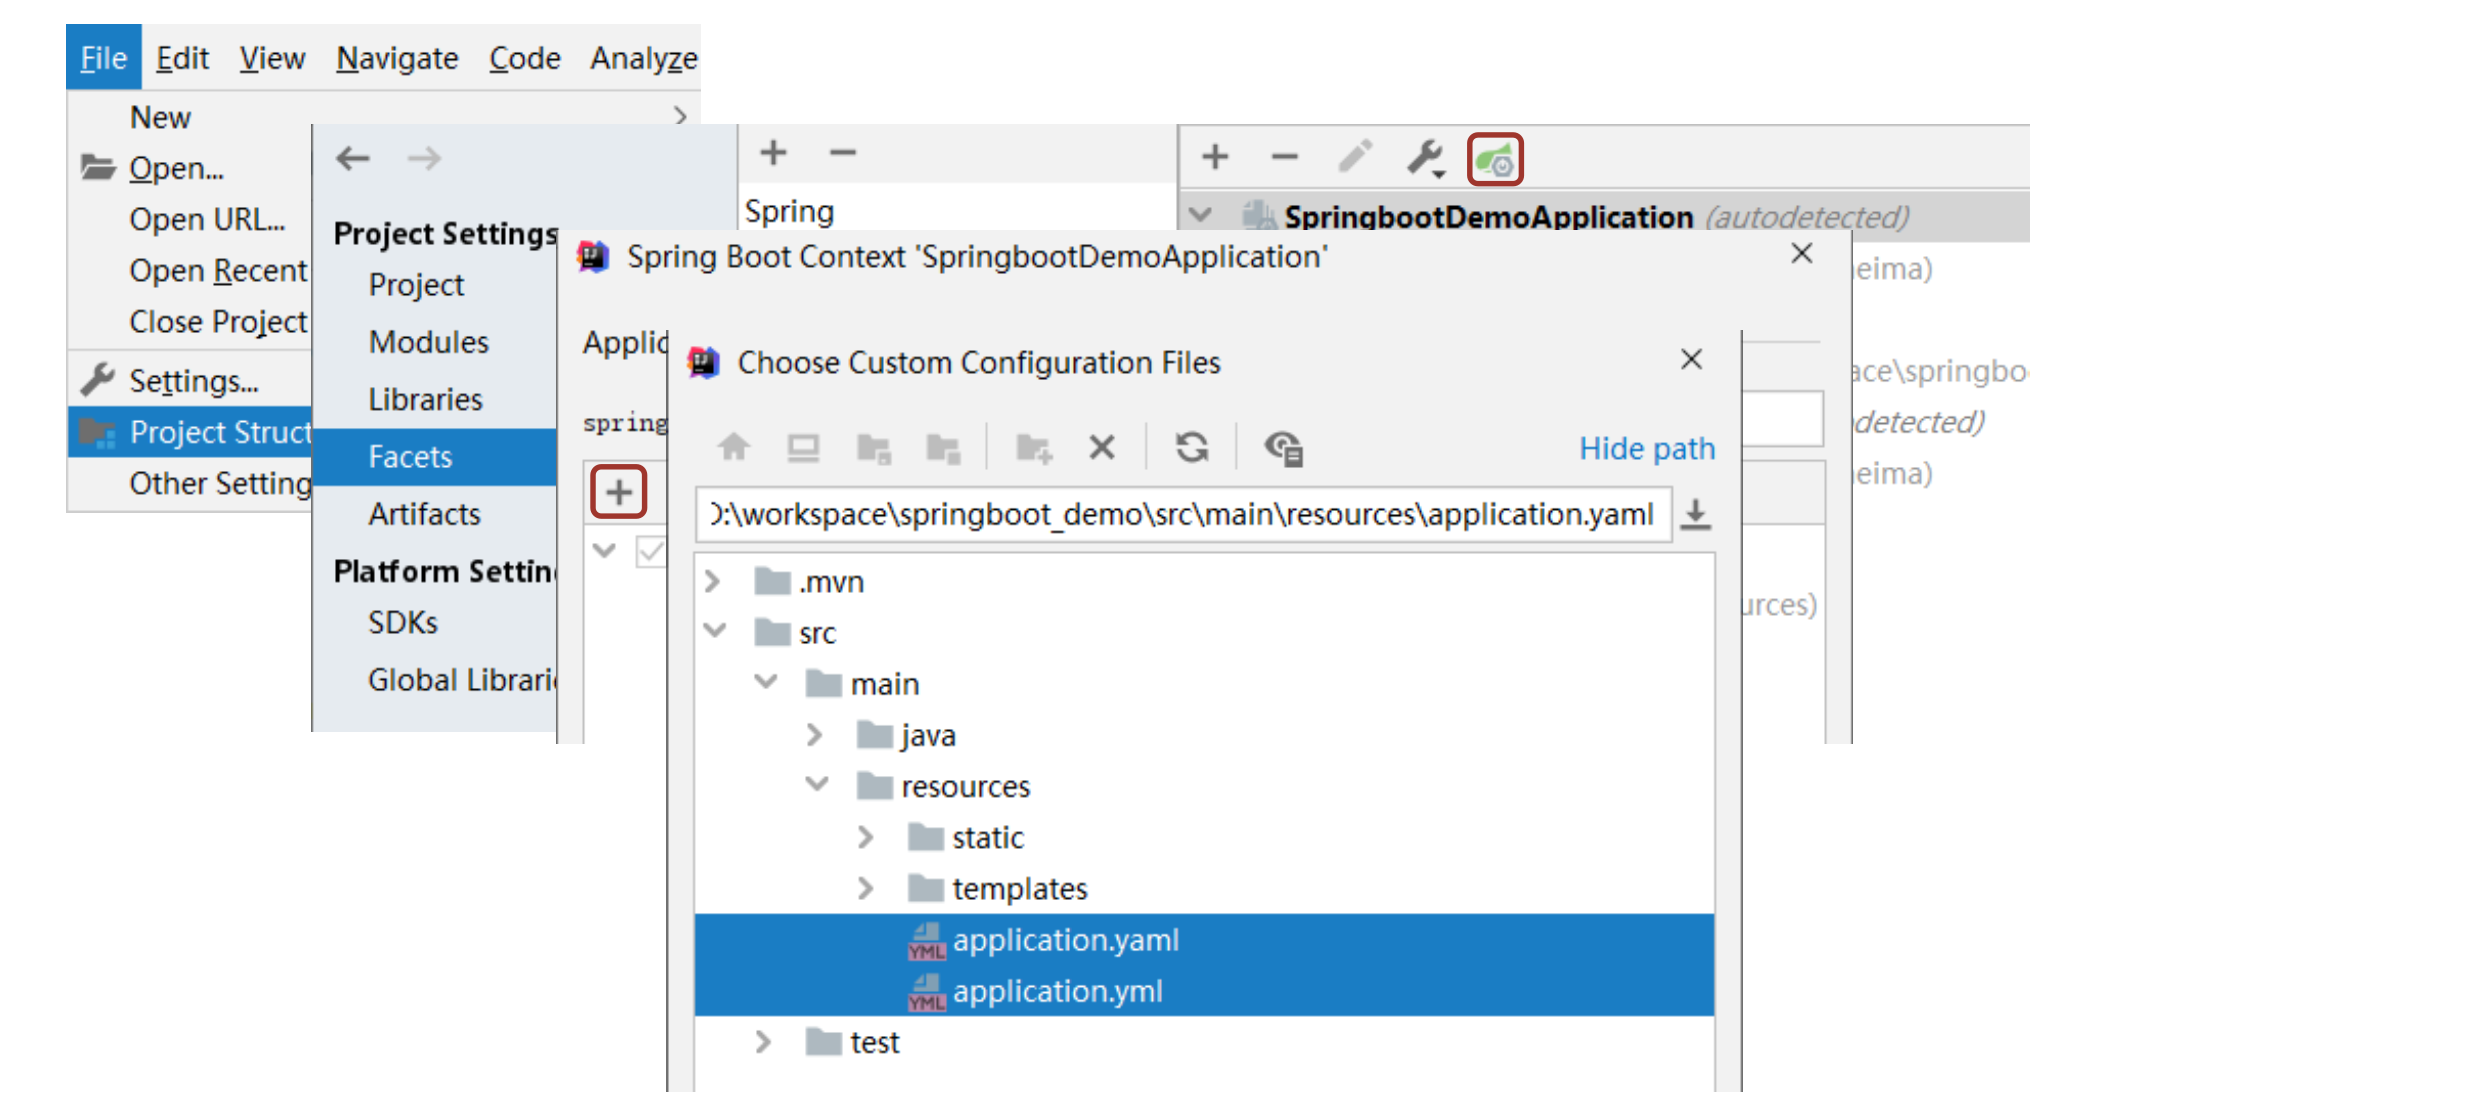 File Edit View Navigate Code Analyze
New
Open...
Open URL...
Open Recent
Close Project
Settings...
Project Struct
Other Setting
Project Settings
Project
Modules
Libraries
Facets
Artifacts
Platform Settin
SDKs
Global Librari
Spring
SpringbootDemoApplication (autodetected)
eima)
ace\springbo
detected)
eima)
Spring Boot Context 'SpringbootDemoApplication'
Applic
spring
urces)
Choose Custom Configuration Files
Hide path
D:\workspace\springboot_demo\src\main\resources\application.yaml
.mvn
src
main
java
resources
static
templates
YML application.yaml
YML application.yml
test